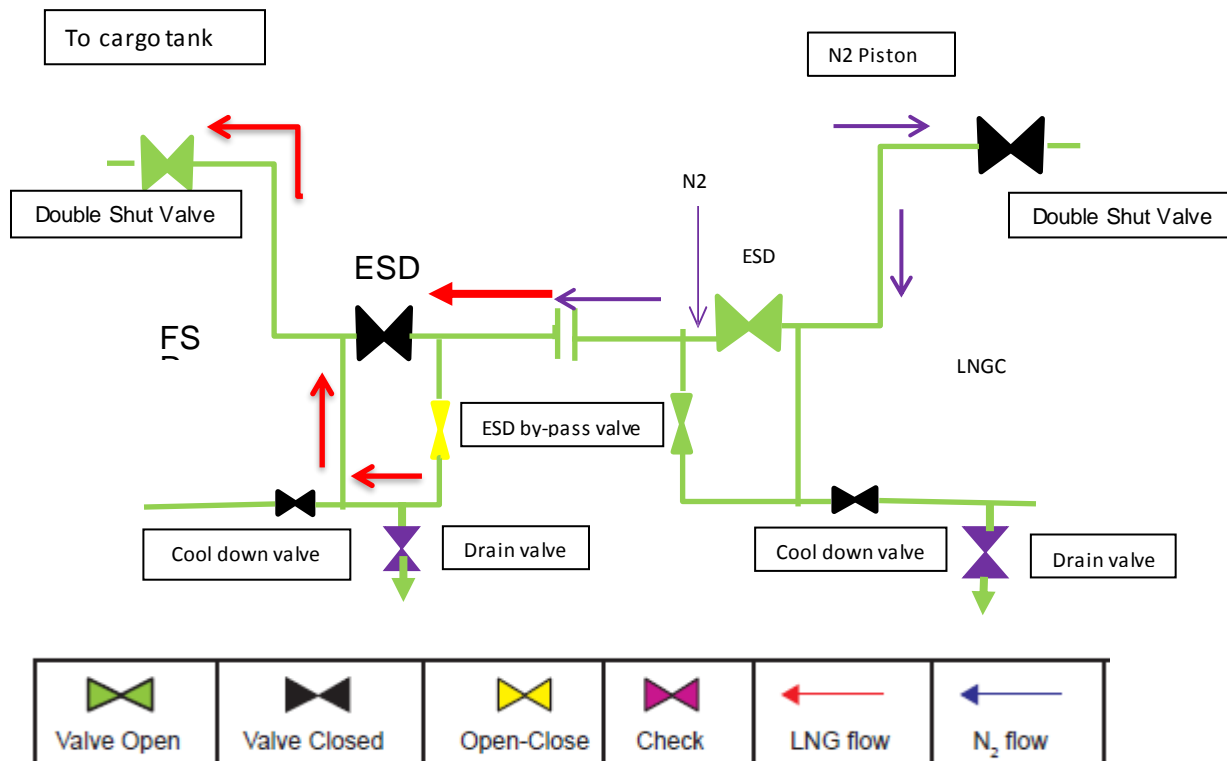 To cargo tank
N2 Piston
Double Shut Valve
N2
Double Shut Valve
ESD
ESD
FS
LNGC
ESD by-pass valve
Cool down valve
Drain valve
Cool down valve
Drain valve
Valve Open
Valve Closed
Open-Close
Check
LNG flow
N₂ flow